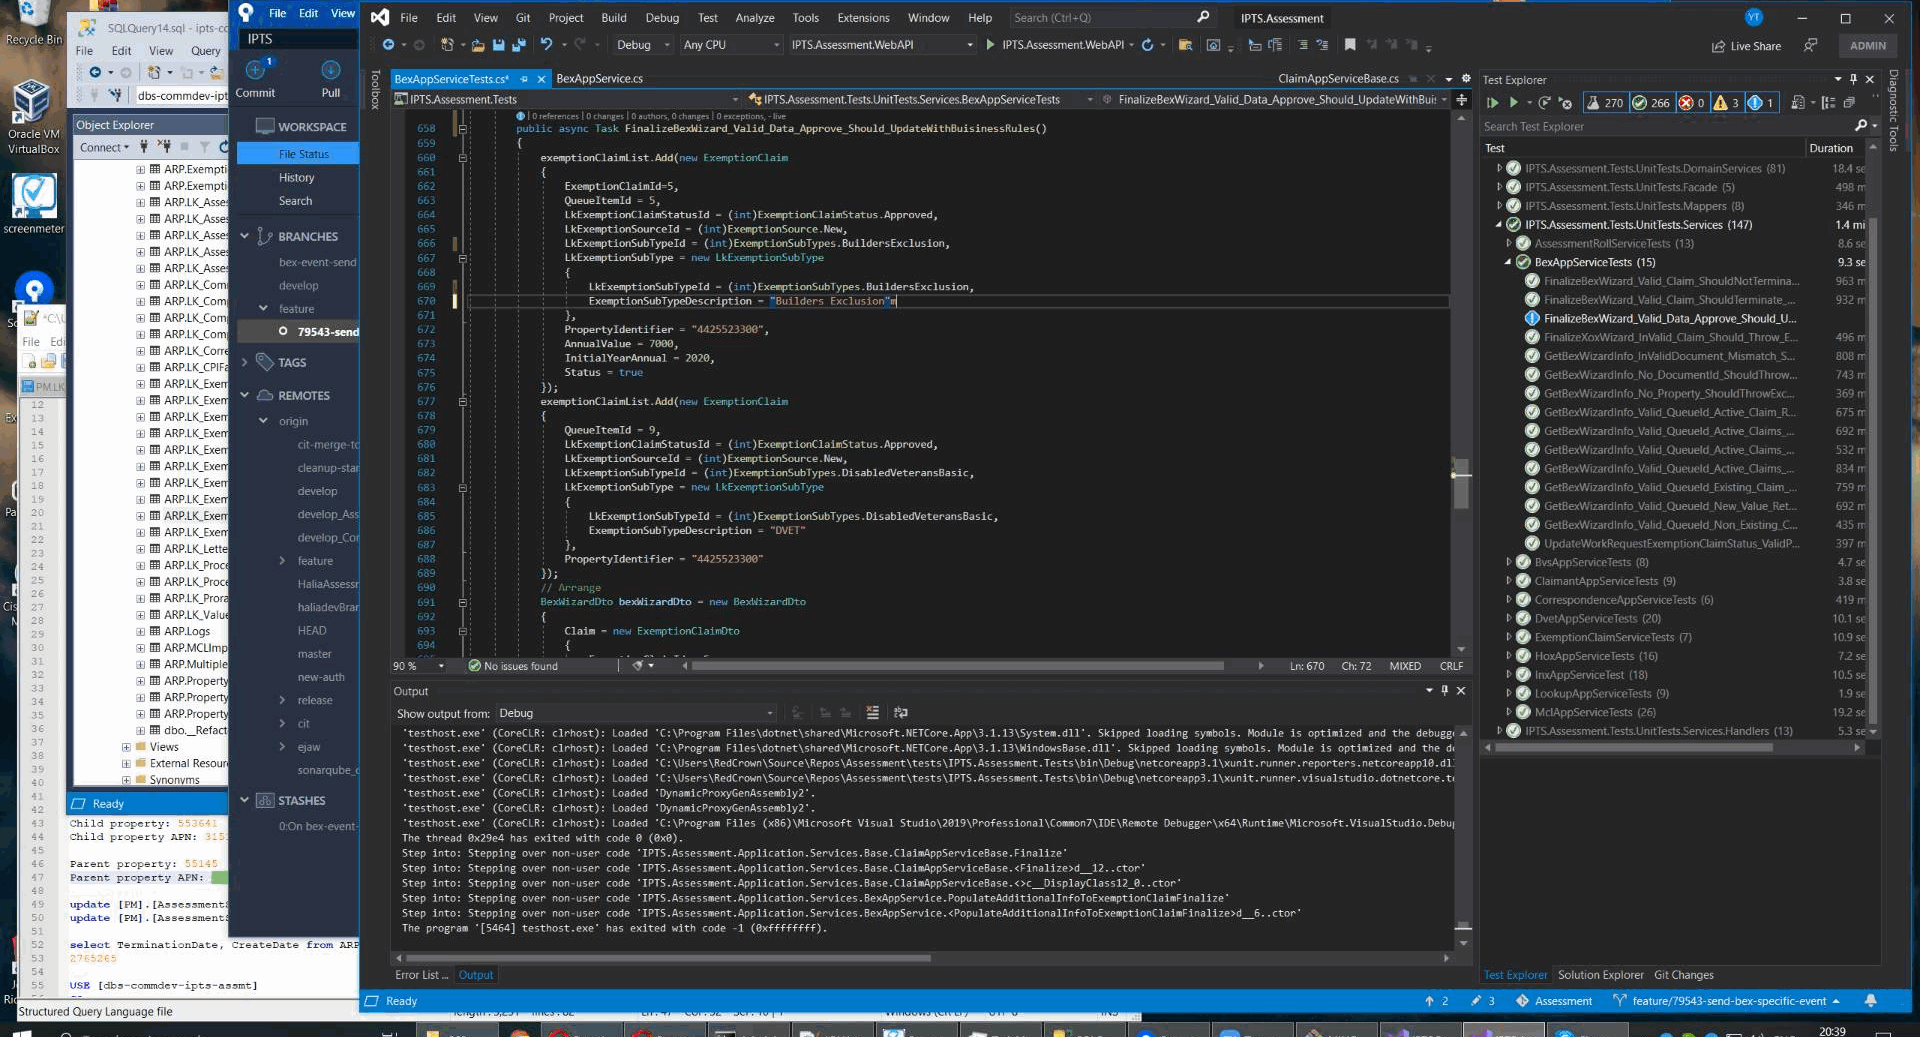 Recycle Bin
Oracle VM
VirtualBox
screenmeter
SQLQuery14.sql - ipts-cc
File Edit View Query
dbs-commdev-ipt
Object Explorer
Connect
ARP.Exempti
ARP.Exempti
ARP.LK_Asse
ARP.LK_Asse
ARP.LK_Asse
ARP.LK_Asse
ARP.LK_Asse
ARP.LK_Com
ARP.LK_Com
ARP.LK_Com
ARP.LK_Com
ARP.LK_Corre
ARP.LK_CPIFa
ARP.LK_Exem
ARP.LK_Exem
ARP.LK_Exem
ARP.LK_Exem
ARP.LK_Exem
ARP.LK_Exem
ARP.LK_Exem
ARP.LK_Exem
ARP.LK_Exem
ARP.LK_Exem
ARP.LK_Lette
ARP.LK_Proce
ARP.LK_Proce
ARP.LK_Prora
ARP.LK_Value
ARP.Logs
ARP.MCLImp
ARP.Multiple
ARP.Property
ARP.Property
ARP.Property
dbo.__Refact
Views
External Resour
Synonyms
Ready
File Edi
PM.LK
Child property: 553641
Child property APN: 315
Parent property: 55145
Parent property APN:
update [PM].[Assessment
update [PM].[Assessment
select TerminationDate, CreateDate from ARP
2765265
USE [dbs-commdev-ipts-assmt]
Structured Query Language file
File Edit View
IPTS
1
Commit Pull
WORKSPACE
File Status
History
Search
BRANCHES
bex-event-send
develop
feature
79543-send
TAGS
REMOTES
origin
cit-merge-to
cleanup-star
develop
develop_Ass
develop_Cor
feature
HaliaAssessr
haliadevBran
HEAD
master
new-auth
release
cit
ejaw
sonarqube_c
STASHES
0:On bex-event-
File Edit View Git Project Build Debug Test Analyze Tools Extensions Window Help Search (Ctrl+Q) IPTS.Assessment YT
Debug Any CPU IPTS.Assessment.WebAPI IPTS.Assessment.WebAPI Live Share ADMIN
Toolbox
BexAppServiceTests.cs* BexAppService.cs ClaimAppServiceBase.cs
IPTS.Assessment.Tests IPTS.Assessment.Tests.UnitTests.Services.BexAppServiceTests FinalizeBexWizard_Valid_Data_Approve_Should_UpdateWithBui
0 references | 0 changes | 0 authors, 0 changes | 0 exceptions, - live
658 public async Task FinalizeBexWizard_Valid_Data_Approve_Should_UpdateWithBuisinessRules()
659 {
660 exemptionClaimList.Add(new ExemptionClaim
661 {
662 ExemptionClaimId=5,
663 QueueItemId = 5,
664 LkExemptionClaimStatusId = (int)ExemptionClaimStatus.Approved,
665 LkExemptionSourceId = (int)ExemptionSource.New,
666 LkExemptionSubTypeId = (int)ExemptionSubTypes.BuildersExclusion,
667 LkExemptionSubType = new LkExemptionSubType
668 {
669 LkExemptionSubTypeId = (int)ExemptionSubTypes.BuildersExclusion,
670 ExemptionSubTypeDescription = "Builders Exclusion"m
671 },
672 PropertyIdentifier = "4425523300",
673 AnnualValue = 7000,
674 InitialYearAnnual = 2020,
675 Status = true
676 });
677 exemptionClaimList.Add(new ExemptionClaim
678 {
679 QueueItemId = 9,
680 LkExemptionClaimStatusId = (int)ExemptionClaimStatus.Approved,
681 LkExemptionSourceId = (int)ExemptionSource.New,
682 LkExemptionSubTypeId = (int)ExemptionSubTypes.DisabledVeteransBasic,
683 LkExemptionSubType = new LkExemptionSubType
684 {
685 LkExemptionSubTypeId = (int)ExemptionSubTypes.DisabledVeteransBasic,
686 ExemptionSubTypeDescription = "DVET"
687 },
688 PropertyIdentifier = "4425523300"
689 });
690 // Arrange
691 BexWizardDto bexWizardDto = new BexWizardDto
692 {
693 Claim = new ExemptionClaimDto
694 {
90 % No issues found Ln: 670 Ch: 72 MIXED CRLF
Output
Show output from: Debug
'testhost.exe' (CoreCLR: clrhost): Loaded 'C:\Program Files\dotnet\shared\Microsoft.NETCore.App\3.1.13\System.dll'. Skipped loading symbols. Module is optimized and the debugge
'testhost.exe' (CoreCLR: clrhost): Loaded 'C:\Program Files\dotnet\shared\Microsoft.NETCore.App\3.1.13\WindowsBase.dll'. Skipped loading symbols. Module is optimized and the de
'testhost.exe' (CoreCLR: clrhost): Loaded 'C:\Users\RedCrown\Source\Repos\Assessment\tests\IPTS.Assessment.Tests\bin\Debug\netcoreapp3.1\xunit.runner.reporters.netcoreapp10.dl
'testhost.exe' (CoreCLR: clrhost): Loaded 'C:\Users\RedCrown\Source\Repos\Assessment\tests\IPTS.Assessment.Tests\bin\Debug\netcoreapp3.1\xunit.runner.visualstudio.dotnetcore.t
'testhost.exe' (CoreCLR: clrhost): Loaded 'DynamicProxyGenAssembly2'.
'testhost.exe' (CoreCLR: clrhost): Loaded 'DynamicProxyGenAssembly2'.
'testhost.exe' (CoreCLR: clrhost): Loaded 'C:\Program Files (x86)\Microsoft Visual Studio\2019\Professional\Common7\IDE\Remote Debugger\x64\Runtime\Microsoft.VisualStudio.Debug
The thread 0x29e4 has exited with code 0 (0x0).
Step into: Stepping over non-user code 'IPTS.Assessment.Application.Services.Base.ClaimAppServiceBase.Finalize'
Step into: Stepping over non-user code 'IPTS.Assessment.Application.Services.Base.ClaimAppServiceBase.<Finalize>d__12..ctor'
Step into: Stepping over non-user code 'IPTS.Assessment.Application.Services.Base.ClaimAppServiceBase.<>c__DisplayClass12_0..ctor'
Step into: Stepping over non-user code 'IPTS.Assessment.Application.Services.BexAppService.PopulateAdditionalInfoToExemptionClaimFinalize'
Step into: Stepping over non-user code 'IPTS.Assessment.Application.Services.BexAppService.<PopulateAdditionalInfoToExemptionClaimFinalize>d__6..ctor'
The program '[5464] testhost.exe' has exited with code -1 (0xffffffff).
Error List ... Output
Ready 2 3 Assessment feature/79543-send-bex-specific-event
Test Explorer
270 266 0 3 1
Search Test Explorer
Test Duration
IPTS.Assessment.Tests.UnitTests.DomainServices (81) 18.4 se
IPTS.Assessment.Tests.UnitTests.Facade (5) 498 m
IPTS.Assessment.Tests.UnitTests.Mappers (8) 346 m
IPTS.Assessment.Tests.UnitTests.Services (147) 1.4 mi
AssessmentRollServiceTests (13) 8.6 se
BexAppServiceTests (15) 9.3 se
FinalizeBexWizard_Valid_Claim_ShouldNotTermina... 963 m
FinalizeBexWizard_Valid_Claim_ShouldTerminate_... 932 m
FinalizeBexWizard_Valid_Data_Approve_Should_U...
FinalizeXoxWizard_InValid_Claim_Should_Throw_E... 496 m
GetBexWizardInfo_InValidDocument_Mismatch_S... 808 m
GetBexWizardInfo_No_DocumentId_ShouldThrow... 743 m
GetBexWizardInfo_No_Property_ShouldThrowExc... 369 m
GetBexWizardInfo_Valid_QueueId_Active_Claim_R... 675 m
GetBexWizardInfo_Valid_QueueId_Active_Claims_... 692 m
GetBexWizardInfo_Valid_QueueId_Active_Claims_... 532 m
GetBexWizardInfo_Valid_QueueId_Active_Claims_... 834 m
GetBexWizardInfo_Valid_QueueId_Existing_Claim_... 759 m
GetBexWizardInfo_Valid_QueueId_New_Value_Ret... 692 m
GetBexWizardInfo_Valid_QueueId_Non_Existing_C... 435 m
UpdateWorkRequestExemptionClaimStatus_ValidP... 397 m
BvsAppServiceTests (8) 4.7 se
ClaimantAppServiceTests (9) 3.8 se
CorrespondenceAppServiceTests (6) 419 m
DvetAppServiceTests (20) 10.1 se
ExemptionClaimServiceTests (7) 10.9 se
HoxAppServiceTests (16) 7.2 se
InxAppServiceTest (18) 10.5 se
LookupAppServiceTests (9) 1.9 se
MclAppServiceTests (26) 19.2 se
IPTS.Assessment.Tests.UnitTests.Services.Handlers (13) 5.3 se
Test Explorer Solution Explorer Git Changes
Diagnostic Tools
20:39